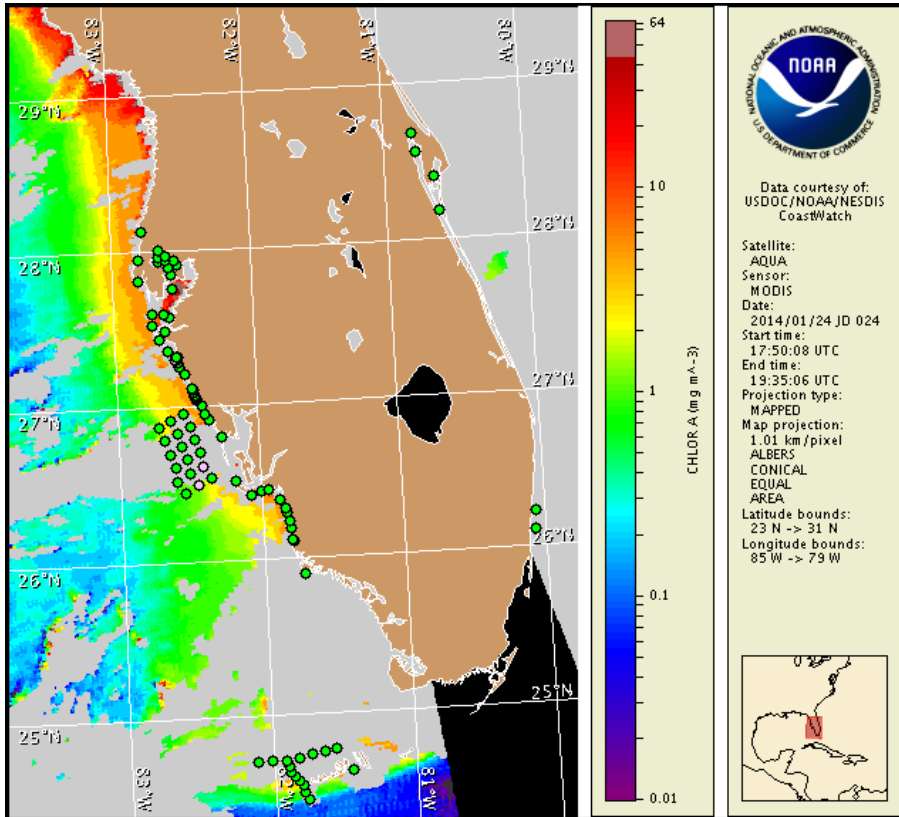 83°W
82°W
81°W
80°W
29°N
29°N
28°N
28°N
27°N
27°N
26°N
26°N
25°N
25°N
83°W
82°W
81°W
64
10
1
0.1
0.01
CHLOR A (mg m^-3)
NATIONAL OCEANIC AND ATMOSPHERIC ADMINISTRATION
NOAA
U.S. DEPARTMENT OF COMMERCE
Data courtesy of:
USDOC/NOAA/NESDIS
CoastWatch
Satellite:
AQUA
Sensor:
MODIS
Date:
2014/01/24 JD 024
Start time:
17:50:08 UTC
End time:
19:35:06 UTC
Projection type:
MAPPED
Map projection:
1.01 km/pixel
ALBERS
CONICAL
EQUAL
AREA
Latitude bounds:
23 N -> 31 N
Longitude bounds:
85 W -> 79 W